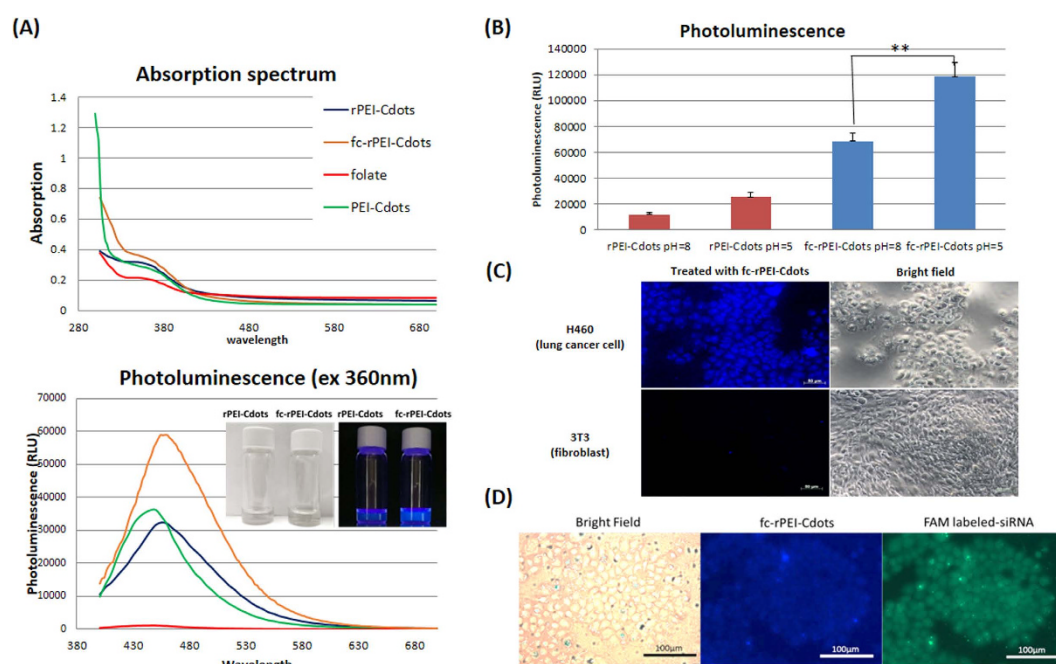 (A)
Absorption spectrum
Absorption
1.4
1.2
1
0.8
0.6
0.4
0.2
0
280
380
480
580
680
wavelength
rPEI-Cdots
fc-rPEI-Cdots
folate
PEI-Cdots
Photoluminescence (ex 360nm)
Photoluminescence (RLU)
70000
60000
50000
40000
30000
20000
10000
0
380
430
480
530
580
630
680
Wavelength
rPEI-Cdots fc-rPEI-Cdots rPEI-Cdots fc-rPEI-Cdots
(B)
Photoluminescence
Photoluminescence (RLU)
140000
120000
100000
80000
60000
40000
20000
0
**
rPEI-Cdots pH=8 rPEI-Cdots pH=5 fc-rPEI-Cdots pH=8 fc-rPEI-Cdots pH=5
(C)
Treated with fc-rPEI-Cdots Bright field
H460
(lung cancer cell)
3T3
(fibroblast)
(D)
Bright Field fc-rPEI-Cdots FAM labeled-siRNA
100μm 100μm 100μm